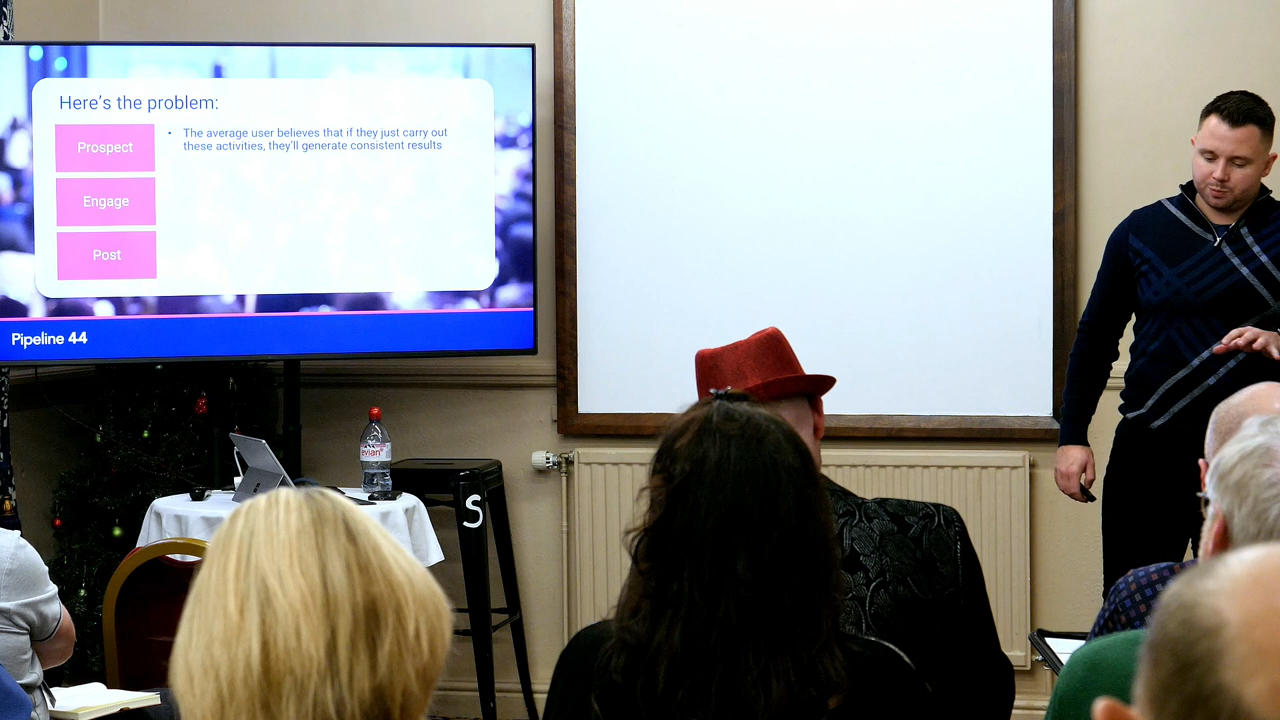 Here's the problem:
Prospect
• The average user believes that if they just carry out
these activities, they'll generate consistent results
Engage
Post
Pipeline 44
evian
S